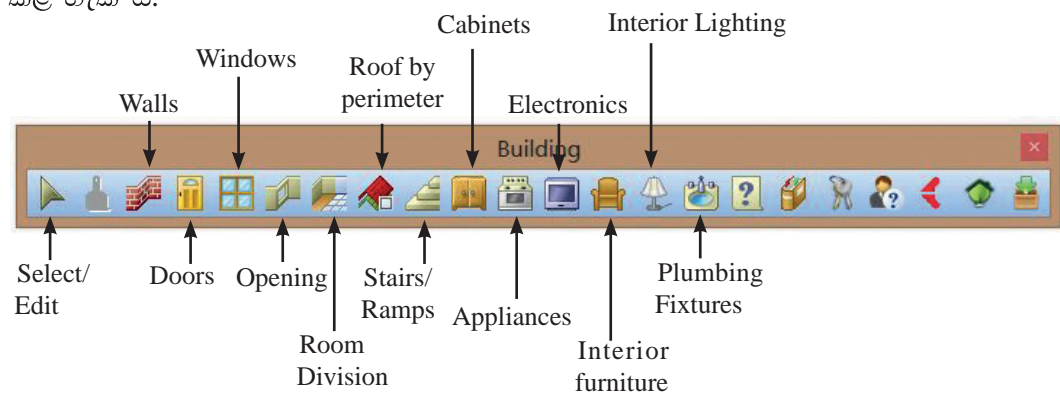 Cabinets
Interior Lighting
Windows
Roof by
perimeter
Walls
Electronics
Building
Select/
Edit
Doors
Opening
Stairs/
Ramps
Appliances
Plumbing
Fixtures
Room
Division
Interior
furniture